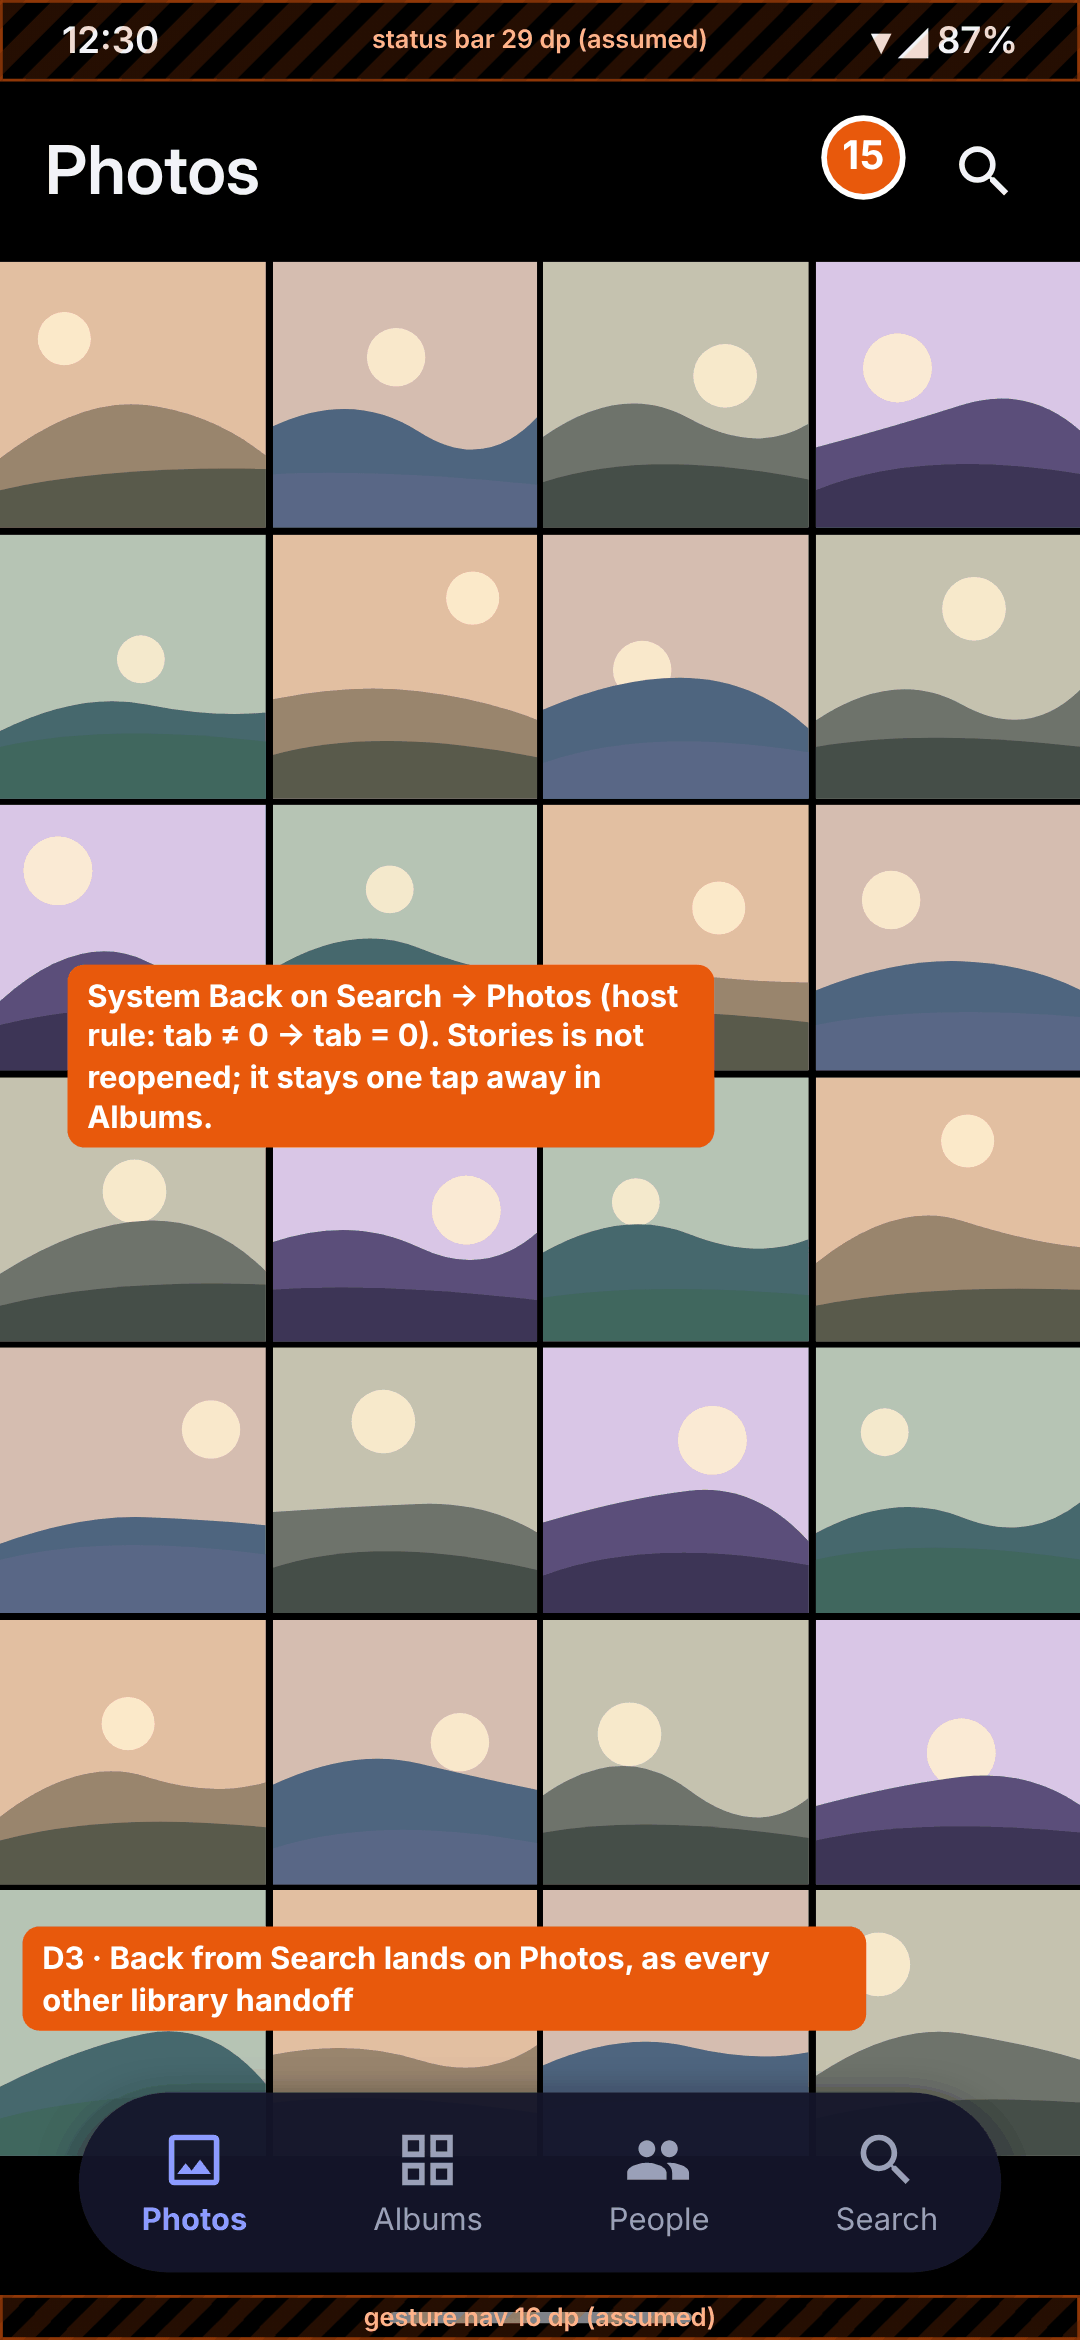 12:30
status bar 29 dp (assumed)
87%
Photos
15
System Back on Search → Photos (host
rule: tab ≠ 0 → tab = 0). Stories is not
reopened; it stays one tap away in
Albums.
D3 · Back from Search lands on Photos, as every
other library handoff
Photos
Albums
People
Search
gesture nav 16 dp (assumed)